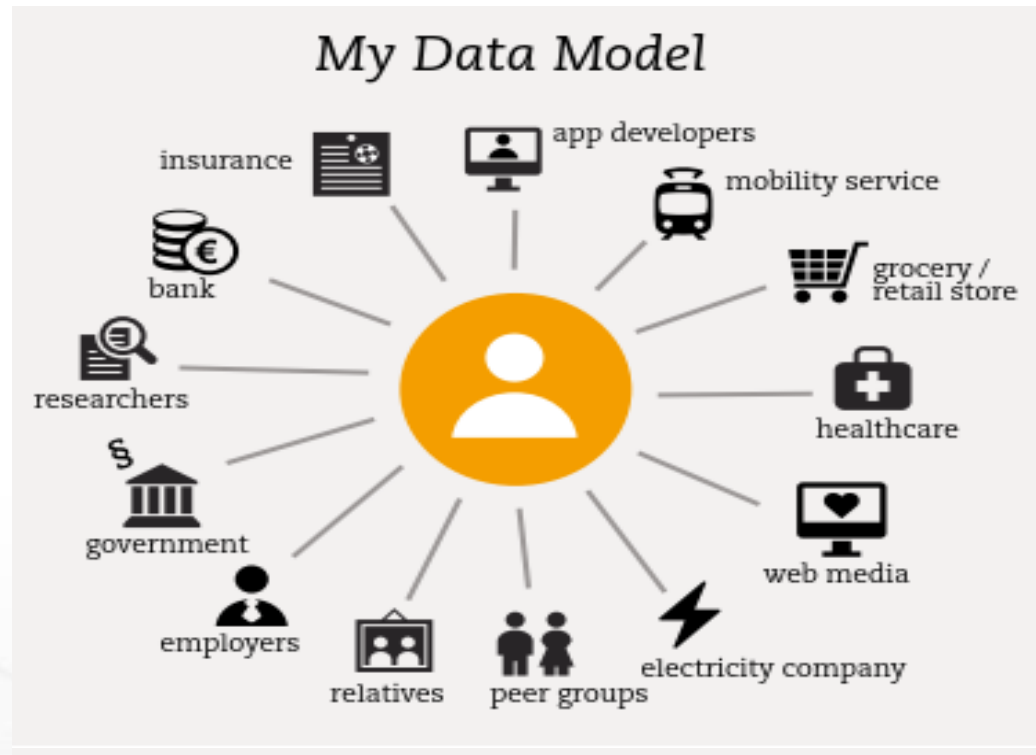 My Data Model
app developers
insurance
mobility service
grocery /
retail store
€
bank
researchers
healthcare
§
government
web media
employers
electricity company
relatives
peer groups